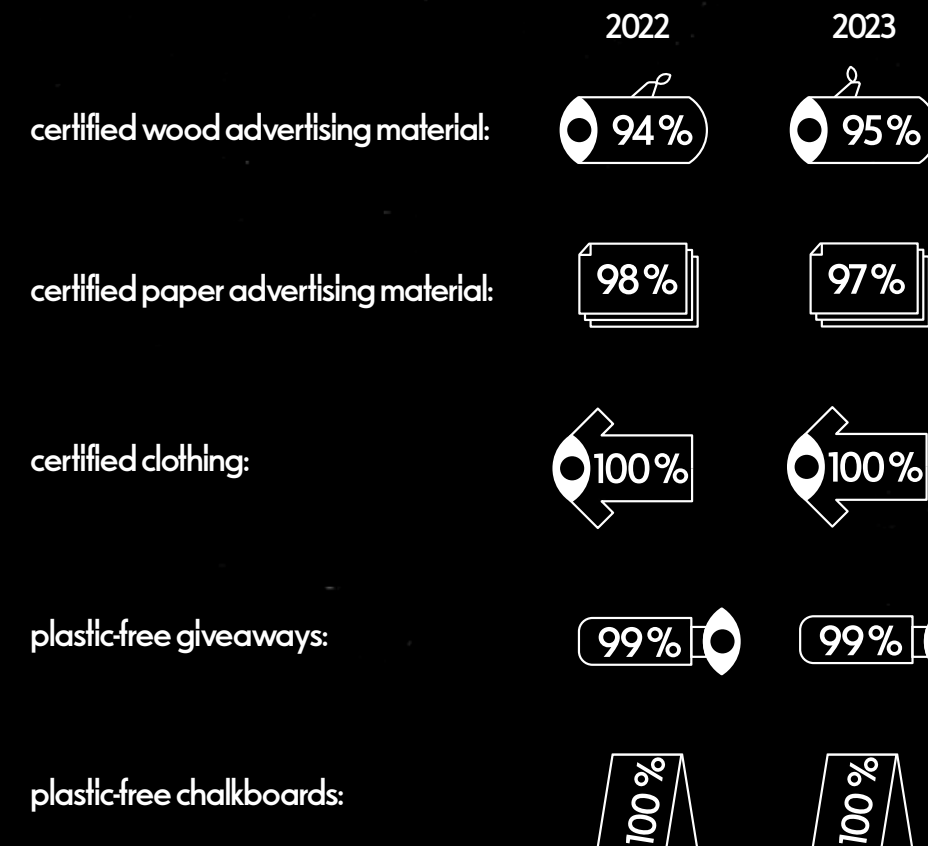 2022 2023
certified wood advertising material: 94% 95%
certified paper advertising material: 98% 97%
certified clothing: 100% 100%
plastic-free giveaways: 99% 99%
plastic-free chalkboards: 100% 100%